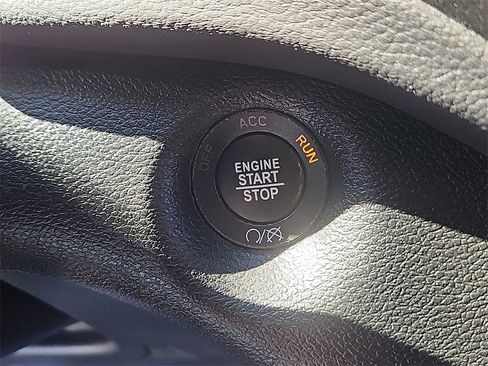 OFF ACC RUN
ENGINE
START
STOP